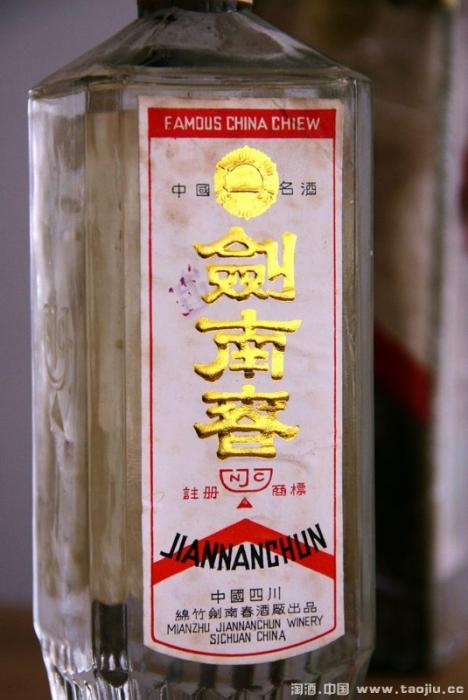 FAMOUS CHINA CHIEW
中國 名酒
劍南春
NJC
註册 商標
JIANNANCHUN
中國四川
綿竹劍南春酒廠出品
MIANZHU JIANNANCHUN WINERY
SICHUAN CHINA
淘酒.中国 www.taojiu.cc